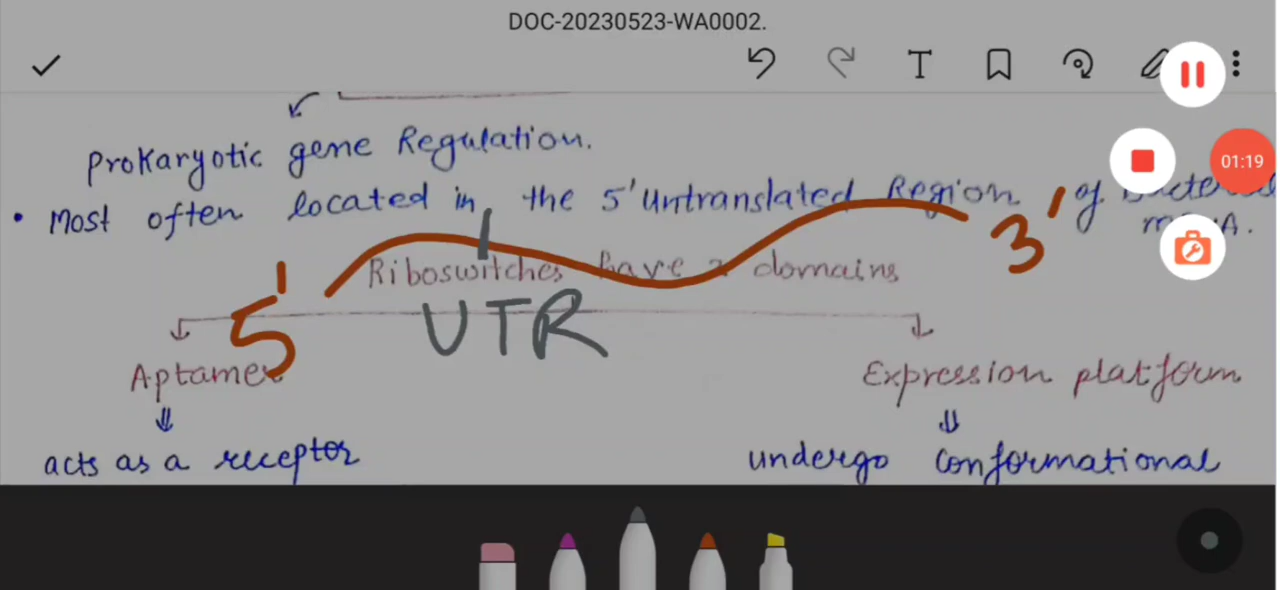 DOC-20230523-WA0002.
T
01:19
Prokaryotic gene Regulation.
• Most often located in the 5' Untranslated Region of
Riboswitches have 2 domains
5' 3'
UTR
Aptamer Expression platform
acts as a receptor undergo Conformational